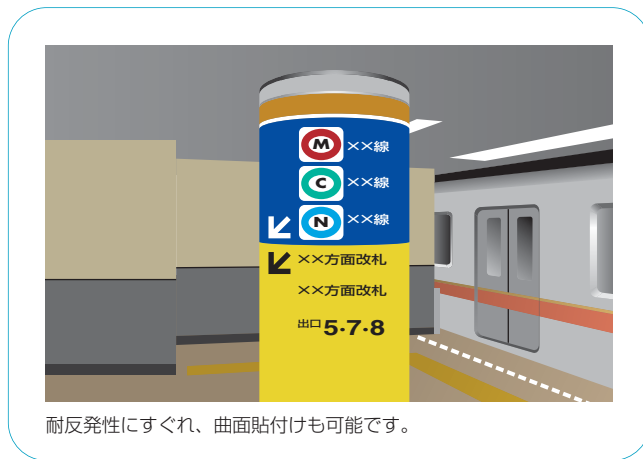 M ××線
C ××線
N ××線
××方面改札
××方面改札
出口5・7・8
耐反発性にすぐれ、曲面貼付けも可能です。